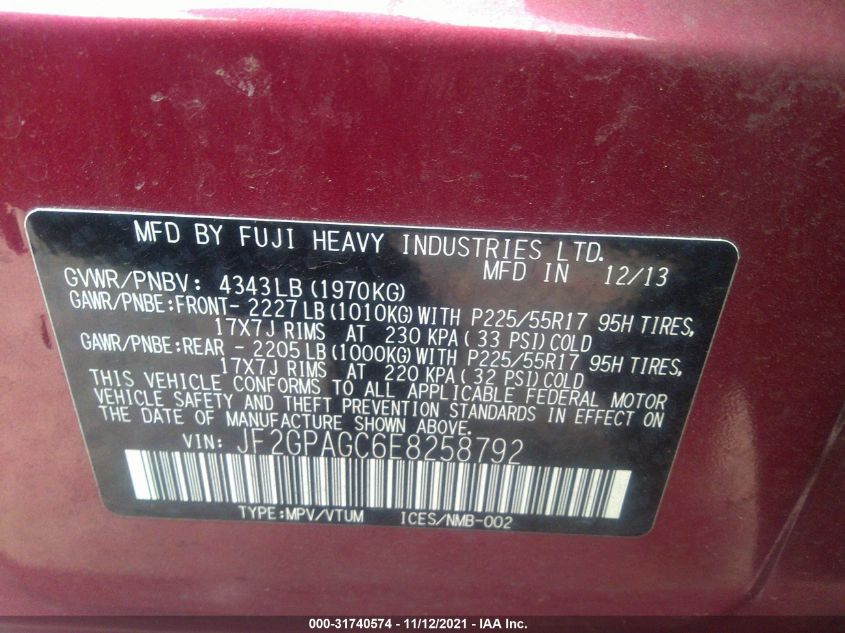 MFD BY FUJI HEAVY INDUSTRIES LTD.
MFD IN 12/13
GVWR/PNBV: 4343LB (1970KG)
GAWR/PNBE:FRONT- 2227LB (1010KG) WITH P225/55R17 95H TIRES,
17X7J RIMS AT 230 KPA ( 33 PSI) COLD
GAWR/PNBE:REAR - 2205LB (1000KG) WITH P225/55R17 95H TIRES,
17X7J RIMS AT 220 KPA ( 32 PSI) COLD
THIS VEHICLE CONFORMS TO ALL APPLICABLE FEDERAL MOTOR
VEHICLE SAFETY AND THEFT PREVENTION STANDARDS IN EFFECT ON
THE DATE OF MANUFACTURE SHOWN ABOVE.
VIN: JF2GPAGC6E8258792
TYPE:MPV/VTUM ICES/NMB-002
000-31740574 - 11/12/2021 - IAA Inc.